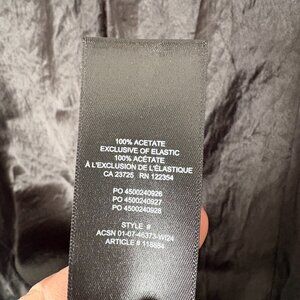 100% ACETATE
EXCLUSIVE OF ELASTIC
100% ACÉTATE
À L'EXCLUSION DE L'ÉLASTIQUE
CA 23725 RN 122354
PO 4500240926
PO 4500240927
PO 4500240928
STYLE #
ACSN 01-07-46373-WI24
ARTICLE # 118884